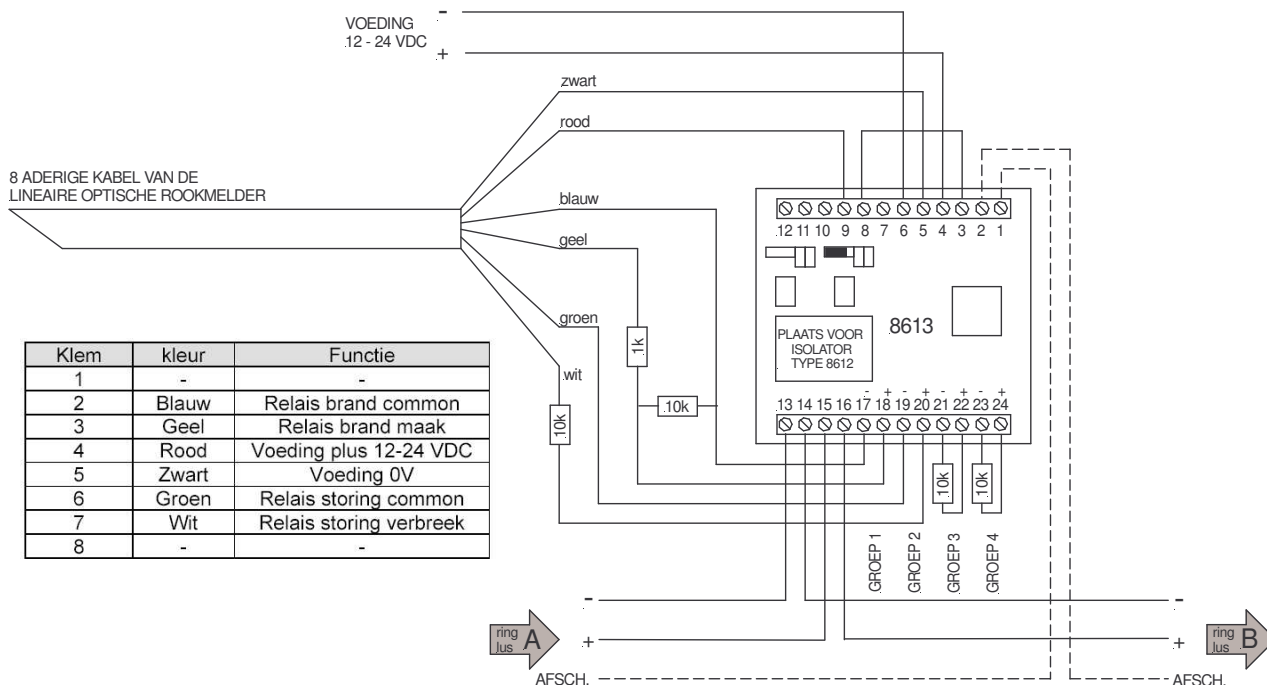 -
VOEDING
12 - 24 VDC
+
zwart
rood
8 ADERIGE KABEL VAN DE
LINEAIRE OPTISCHE ROOKMELDER
blauw
geel
groen
wit
1k
10k
10k
12 11 10 9 8 7 6 5 4 3 2 1
8613
PLAATS VOOR
ISOLATOR
TYPE 8612
- + - + - + - +
13 14 15 16 17 18 19 20 21 22 23 24
10k
10k
GROEP 1
GROEP 2
GROEP 3
GROEP 4
Klem kleur Functie
1 - -
2 Blauw Relais brand common
3 Geel Relais brand maak
4 Rood Voeding plus 12-24 VDC
5 Zwart Voeding 0V
6 Groen Relais storing common
7 Wit Relais storing verbreek
8 - -
ring
lus A
-
+
AFSCH.
-
+
AFSCH.
ring
lus B